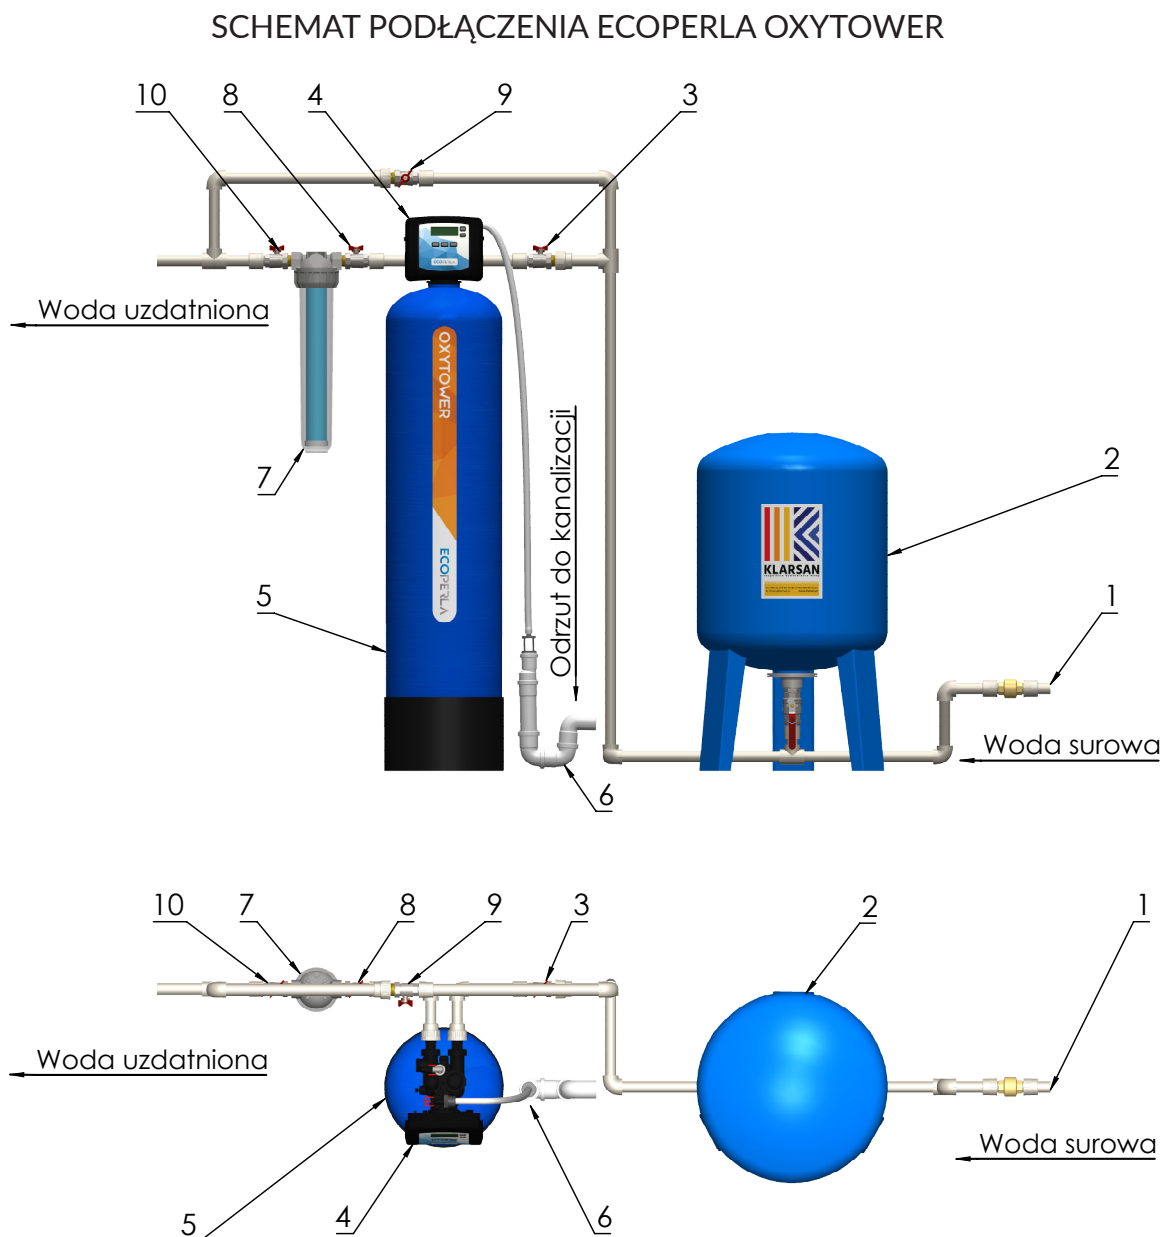 SCHEMAT PODŁĄCZENIA ECOPERLA OXYTOWER
10 8 4 9 3
Woda uzdatniona
OXYTOWER
ECOPERLA
ECOPERLA
7
Odrzut do kanalizacji
2
KLARSAN
5
1
Woda surowa
6
10 7 8 9 3 2 1
Woda uzdatniona
Woda surowa
5 4 6